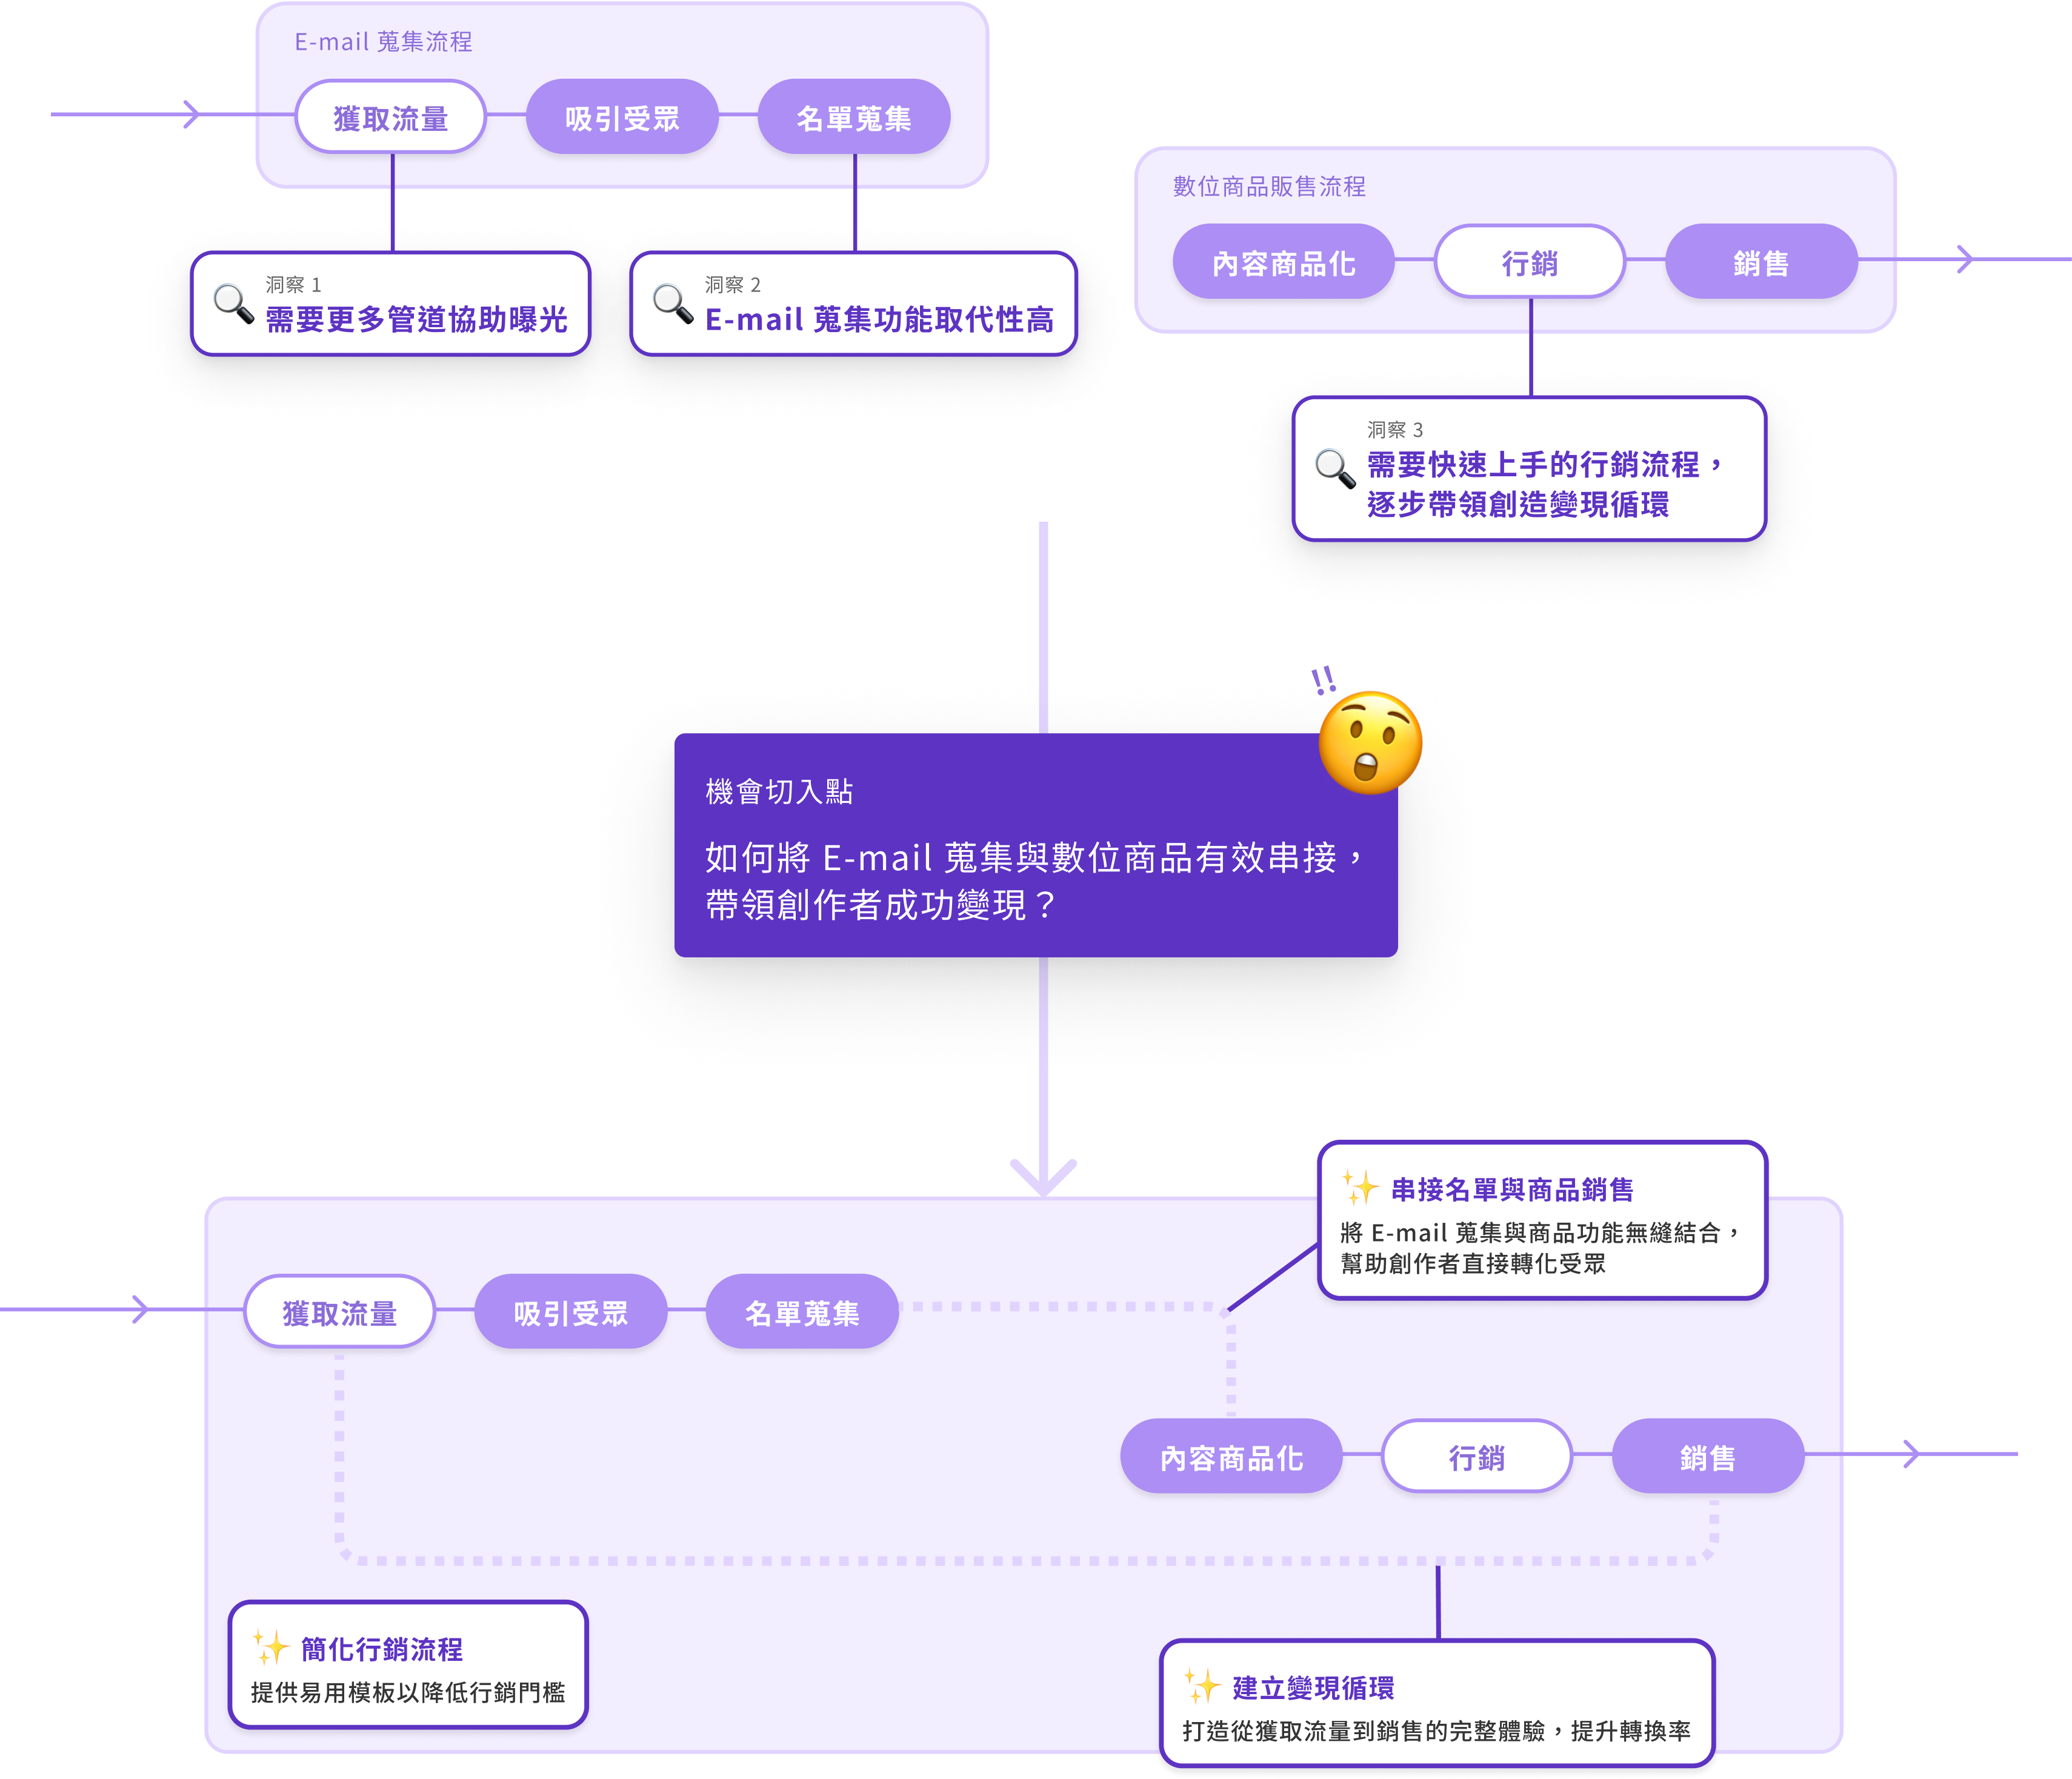 E-mail 蒐集流程
獲取流量
吸引受眾
名單蒐集
洞察 1
需要更多管道協助曝光
洞察 2
E-mail 蒐集功能取代性高
數位商品販售流程
內容商品化
行銷
銷售
洞察 3
需要快速上手的行銷流程，
逐步帶領創造變現循環
!!
機會切入點
如何將 E-mail 蒐集與數位商品有效串接，
帶領創作者成功變現？
串接名單與商品銷售
將 E-mail 蒐集與商品功能無縫結合，
幫助創作者直接轉化受眾
獲取流量
吸引受眾
名單蒐集
內容商品化
行銷
銷售
簡化行銷流程
提供易用模板以降低行銷門檻
建立變現循環
打造從獲取流量到銷售的完整體驗，提升轉換率